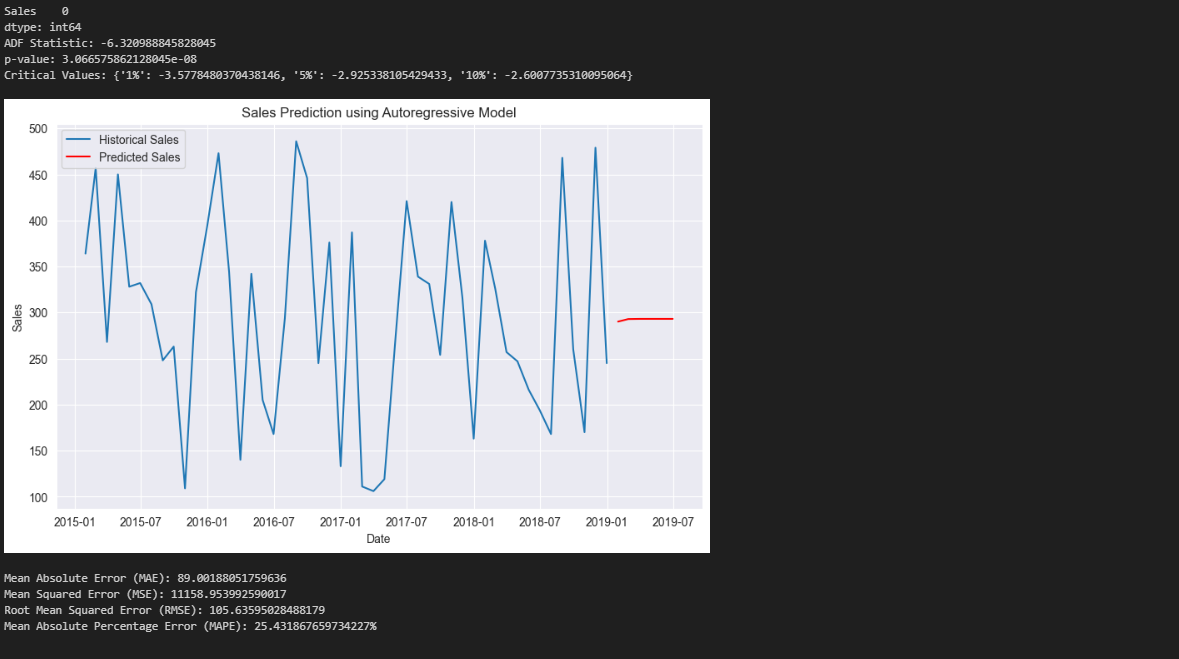 Sales    0
dtype: int64
ADF Statistic: -6.320988845828045
p-value: 3.066575862128045e-08
Critical Values: {'1%': -3.5778480370438146, '5%': -2.925338105429433, '10%': -2.6007735310095064}
Sales Prediction using Autoregressive Model
Historical Sales
Predicted Sales
500
450
400
350
300
250
200
150
100
Sales
2015-01 2015-07 2016-01 2016-07 2017-01 2017-07 2018-01 2018-07 2019-01 2019-07
Date
Mean Absolute Error (MAE): 89.00188051759636
Mean Squared Error (MSE): 11158.953992590017
Root Mean Squared Error (RMSE): 105.63595028488179
Mean Absolute Percentage Error (MAPE): 25.431867659734227%